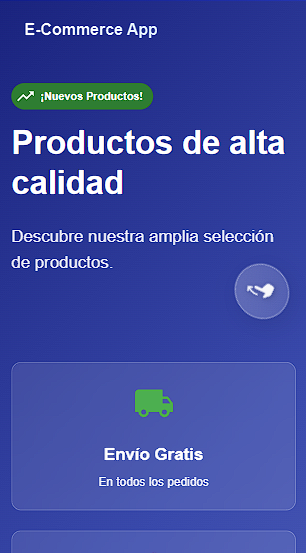 E-Commerce App
¡Nuevos Productos!
Productos de alta
calidad
Descubre nuestra amplia selección
de productos.
Envío Gratis
En todos los pedidos